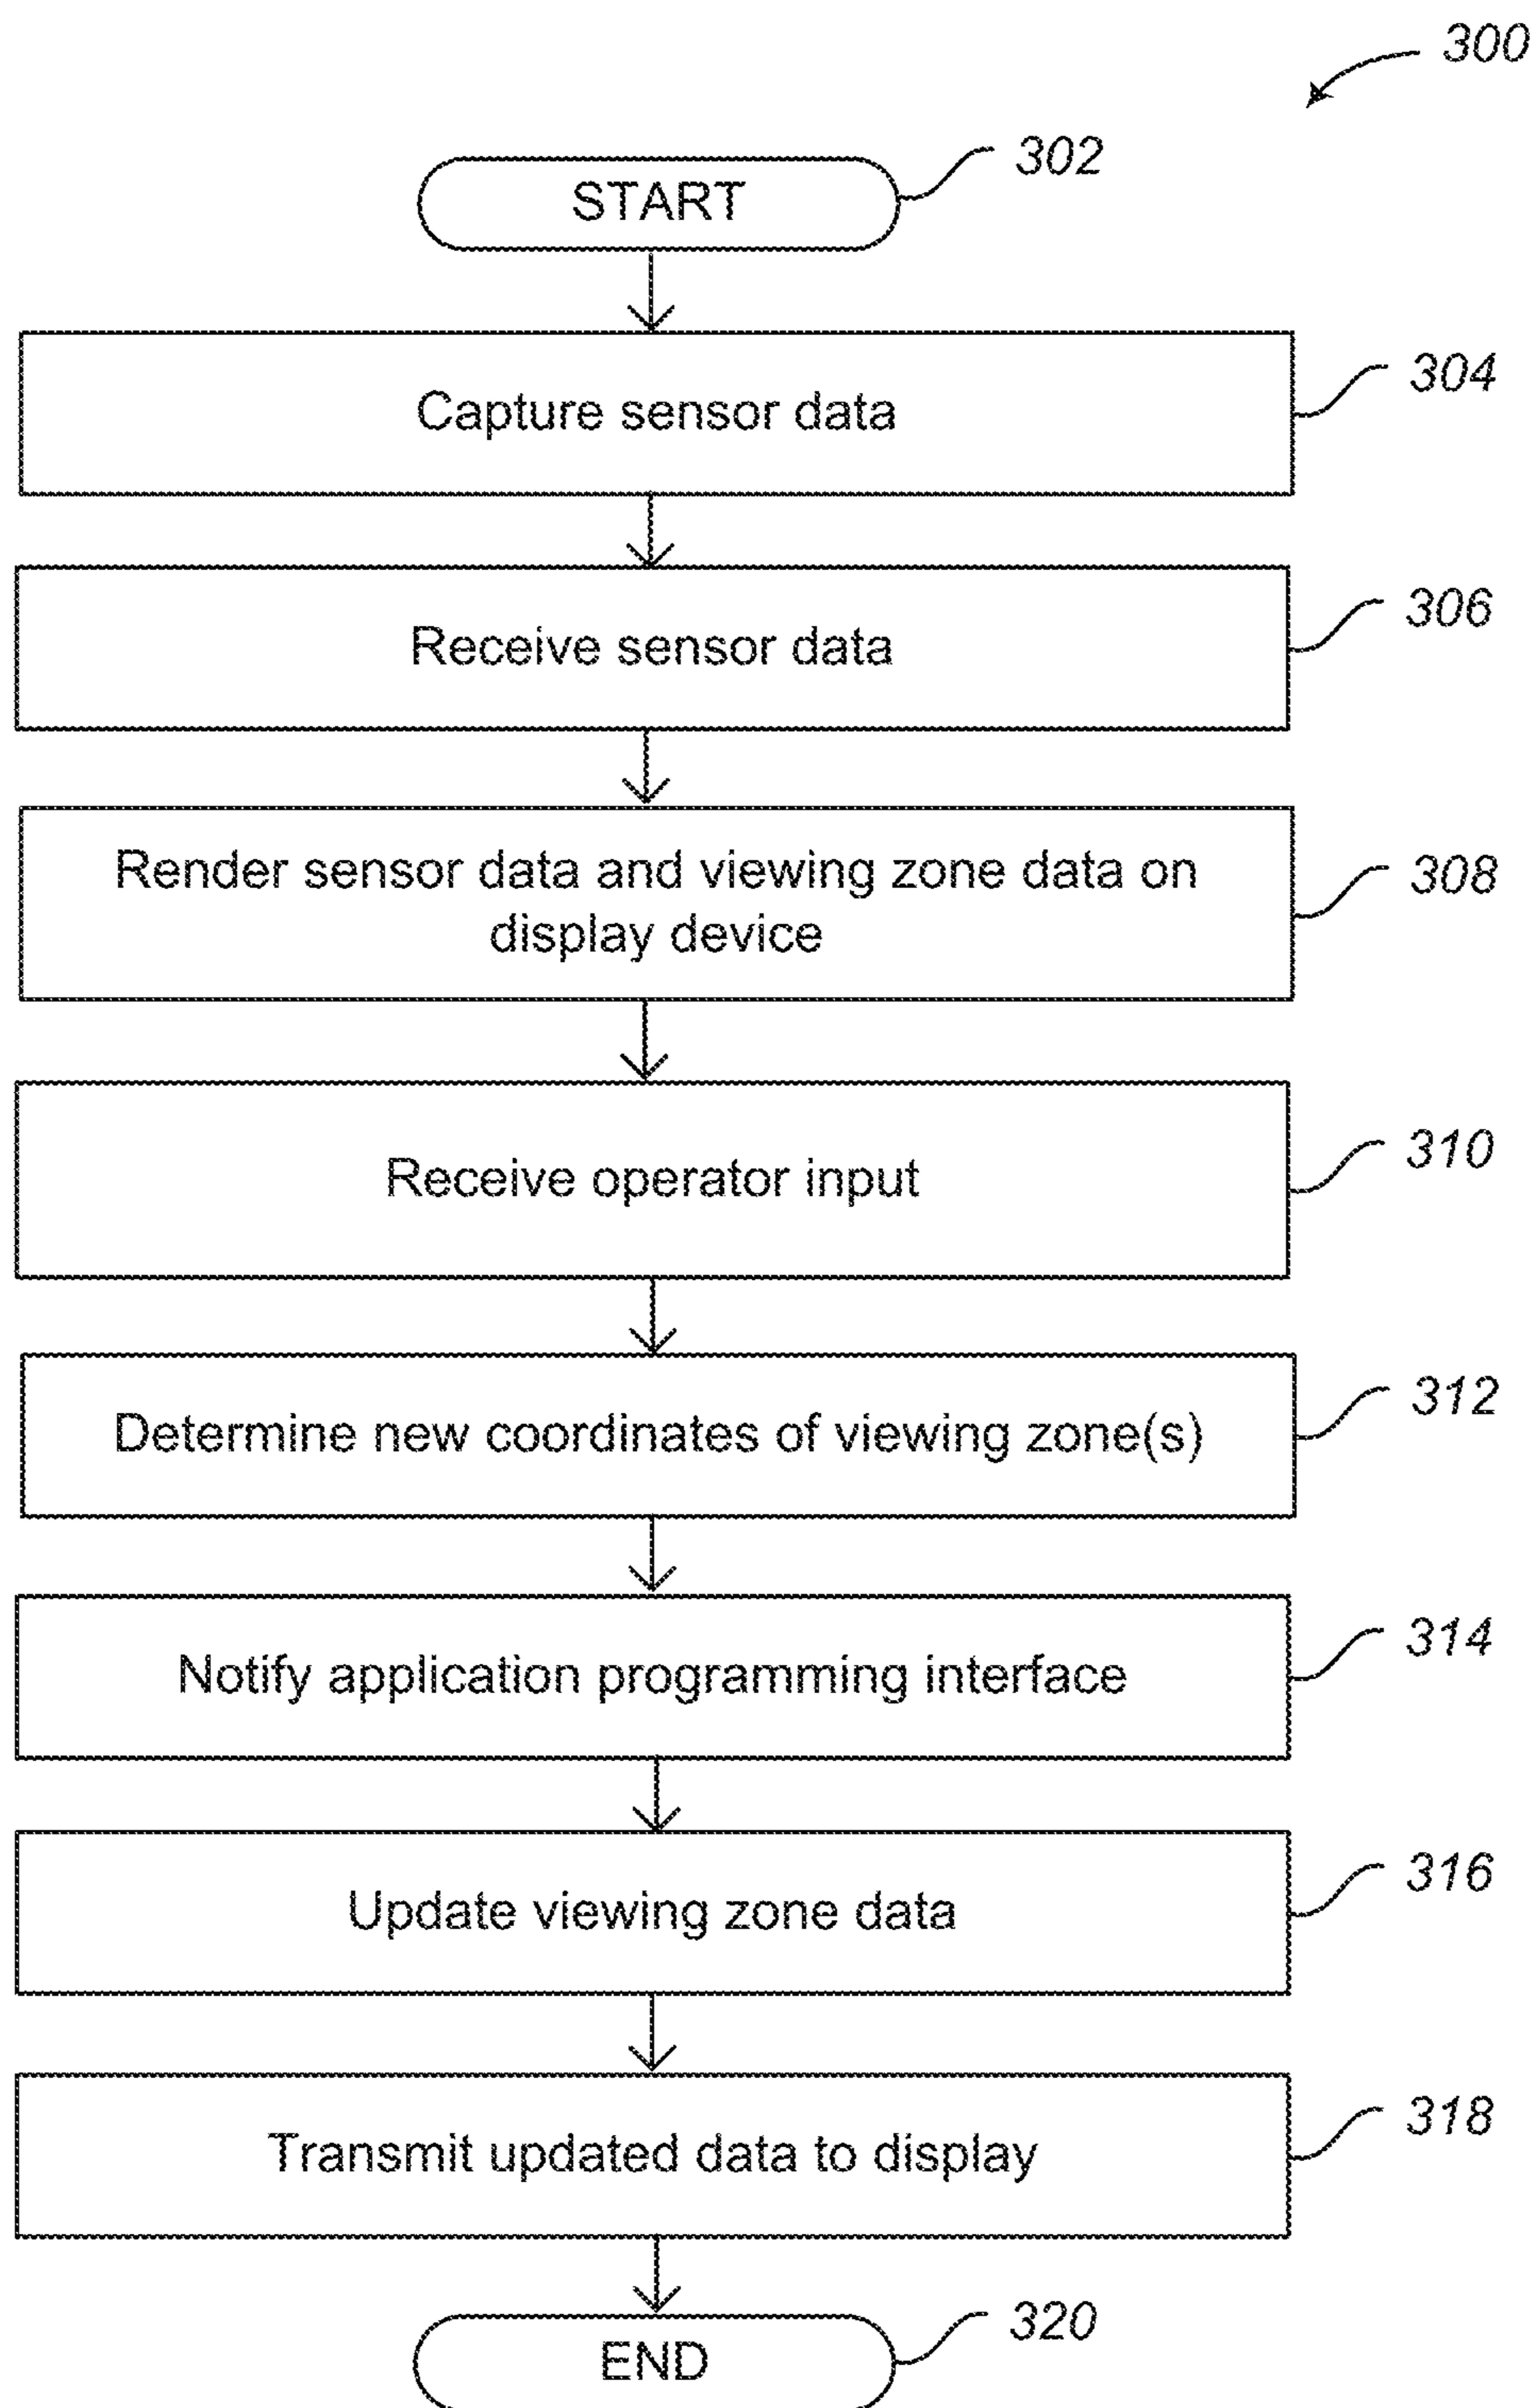 300
START
302
Capture sensor data
304
Receive sensor data
306
Render sensor data and viewing zone data on
display device
308
Receive operator input
310
Determine new coordinates of viewing zone(s)
312
Notify application programming interface
314
Update viewing zone data
316
Transmit updated data to display
318
END
320